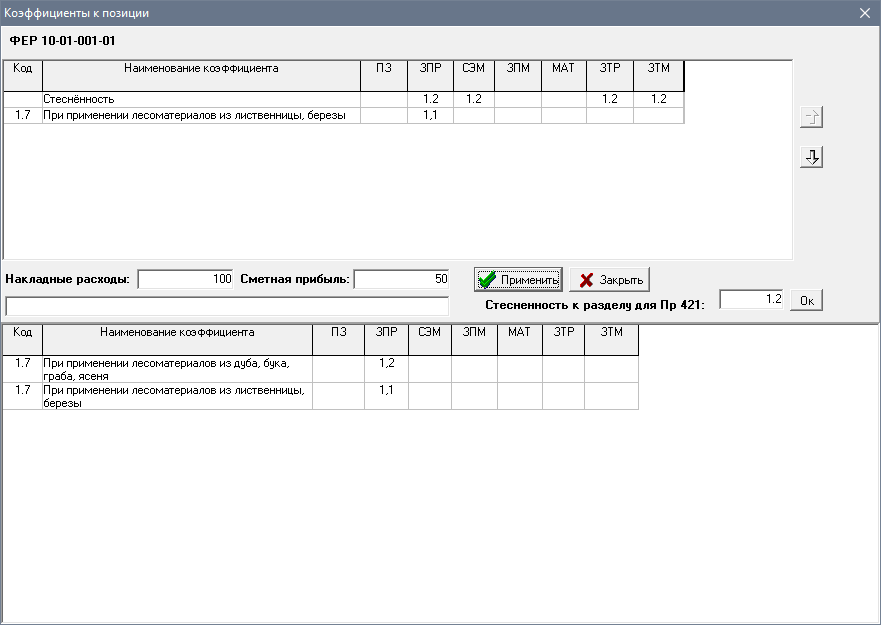 Коэффициенты к позиции
ФЕР 10-01-001-01
Код Наименование коэффициента ПЗ ЗПР СЭМ ЗПМ МАТ ЗТР ЗТМ
Стеснённость 1.2 1.2 1.2 1.2
1.7 При применении лесоматериалов из лиственницы, березы 1,1
Накладные расходы: 100 Сметная прибыль: 50 Применить Закрыть
Стесненность к разделу для Пр 421: 1.2 Ок
Код Наименование коэффициента ПЗ ЗПР СЭМ ЗПМ МАТ ЗТР ЗТМ
1.7 При применении лесоматериалов из дуба, бука, 1,2
граба, ясеня
1.7 При применении лесоматериалов из лиственницы, 1,1
березы